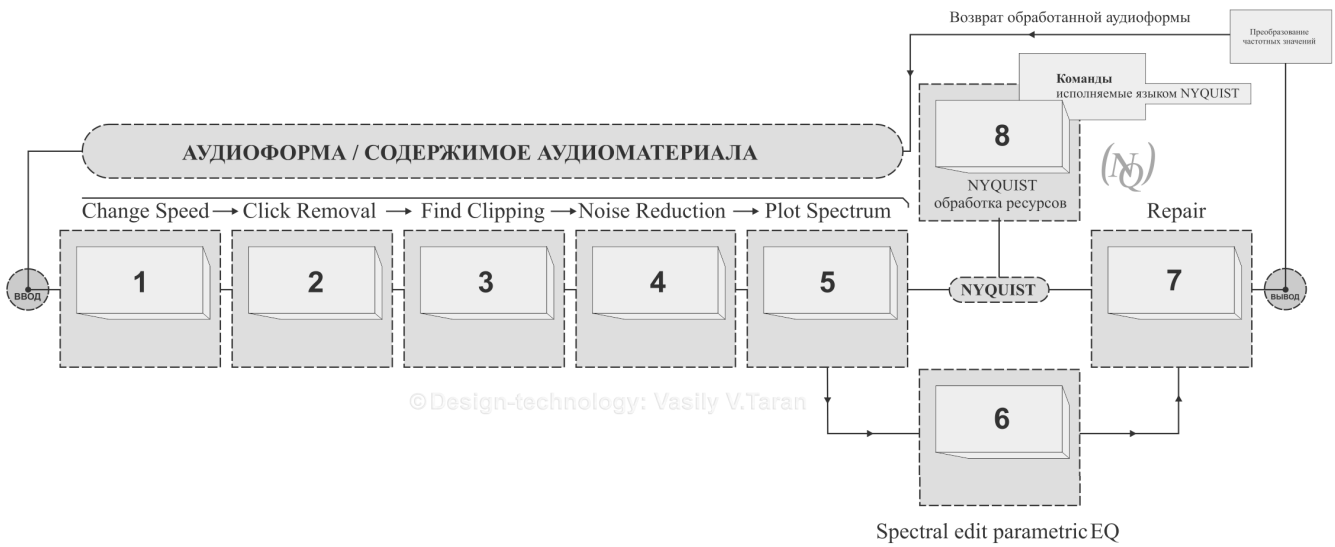 Возврат обработанной аудиоформы
Преобразование
частотных значений
Команды
исполняемые языком NYQUIST
8
NYQUIST
обработка ресурсов
(NQ)
АУДИОФОРМА / СОДЕРЖИМОЕ АУДИОМАТЕРИАЛА
Change Speed → Click Removal → Find Clipping → Noise Reduction → Plot Spectrum
Repair
ВВОД
1
2
3
4
5
NYQUIST
7
ВЫВОД
©Design-technology: Vasily V.Taran
6
Spectral edit parametric EQ